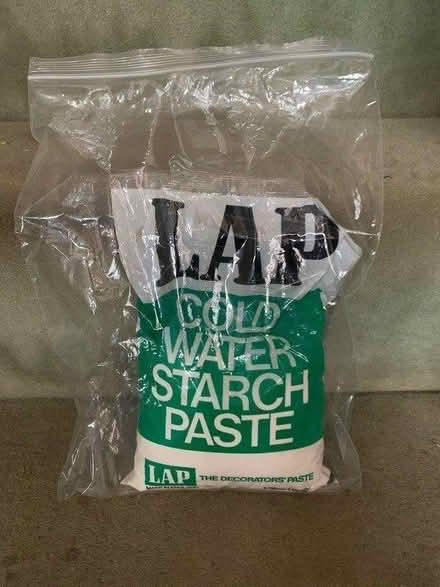 LAP
COLD
WATER
STARCH
PASTE
LAP THE DECORATORS' PASTE